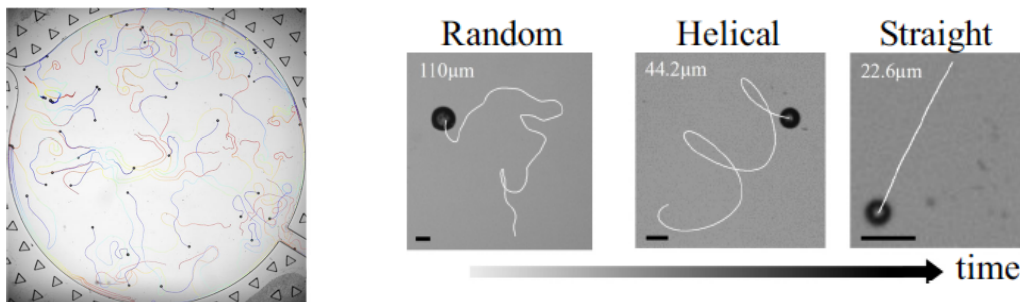 Random
Helical
Straight
110μm
44.2μm
22.6μm
time